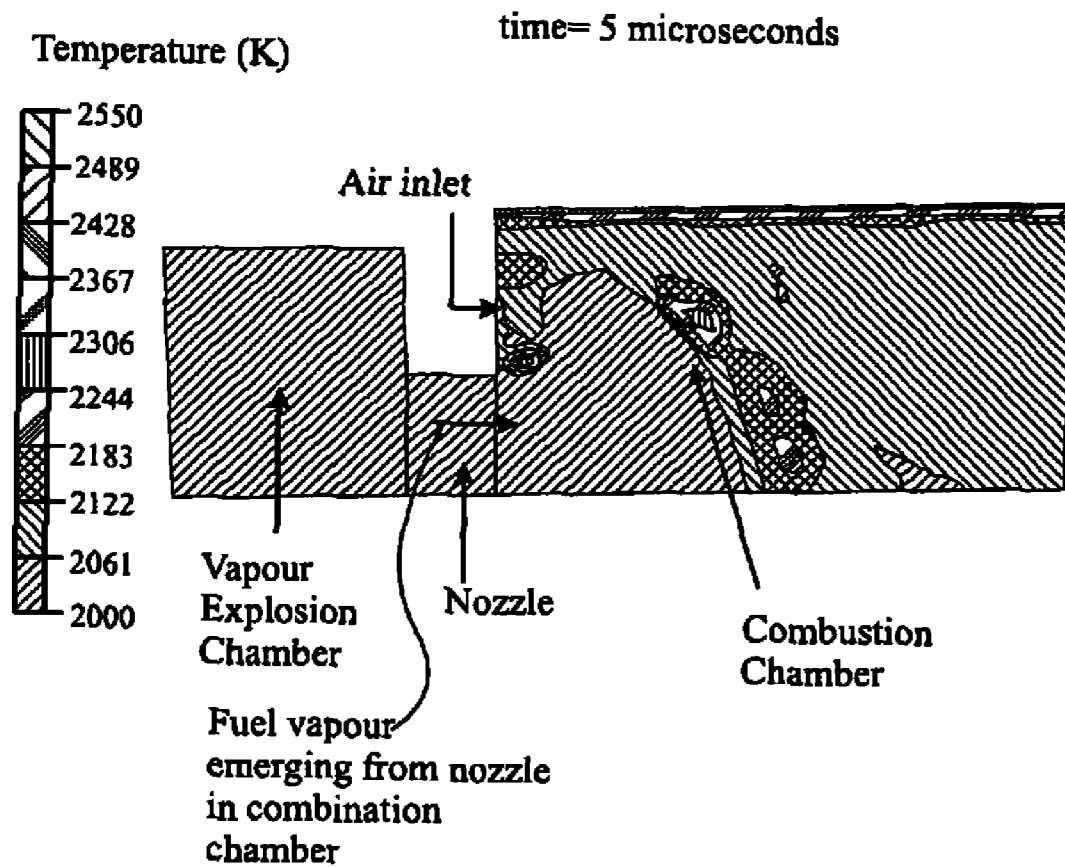 time= 5 microseconds
Temperature (K)
2550
2489
2428
2367
2306
2244
2183
2122
2061
2000
Air inlet
Vapour
Explosion
Chamber
Nozzle
Combustion
Chamber
Fuel vapour
emerging from nozzle
in combination
chamber